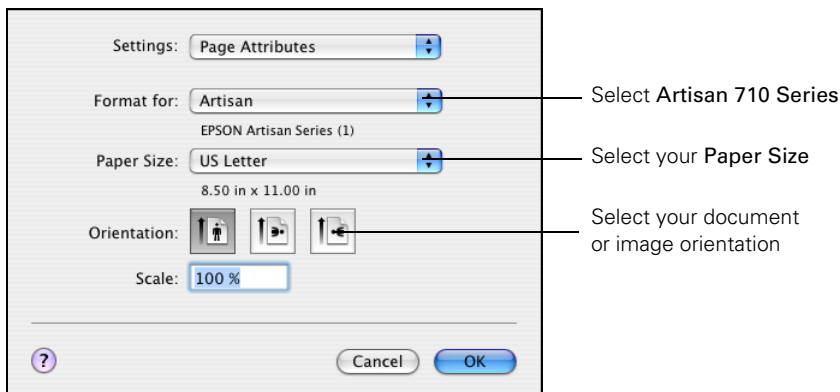 Settings: Page Attributes
Format for: Artisan
EPSON Artisan Series (1)
Paper Size: US Letter
8.50 in x 11.00 in
Orientation:
Scale: 100 %
?
Cancel
OK
Select Artisan 710 Series
Select your Paper Size
Select your document
or image orientation